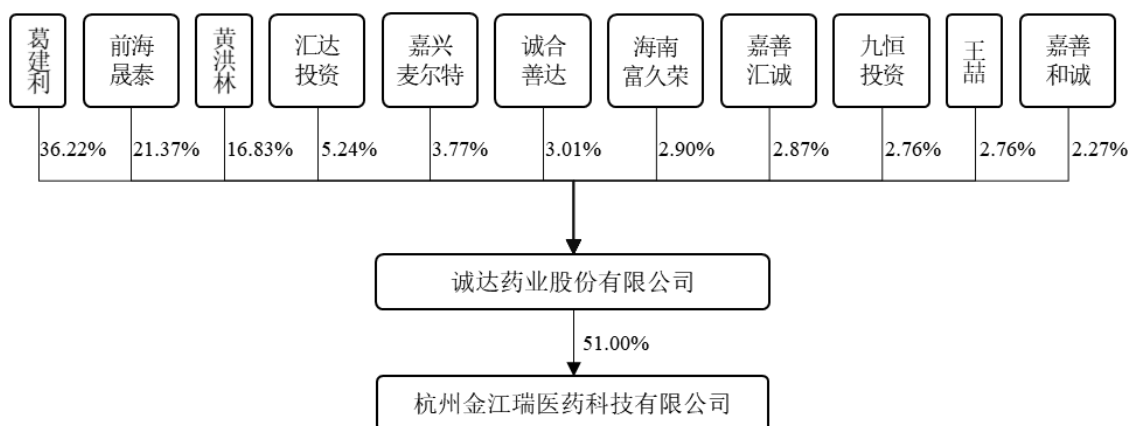 葛建利
前海
晟泰
黄洪林
汇达
投资
嘉兴
麦尔特
诚合
善达
海南
富久荣
嘉善
汇诚
九恒
投资
王喆
嘉善
和诚
36.22%
21.37%
16.83%
5.24%
3.77%
3.01%
2.90%
2.87%
2.76%
2.76%
2.27%
诚达药业股份有限公司
51.00%
杭州金江瑞医药科技有限公司